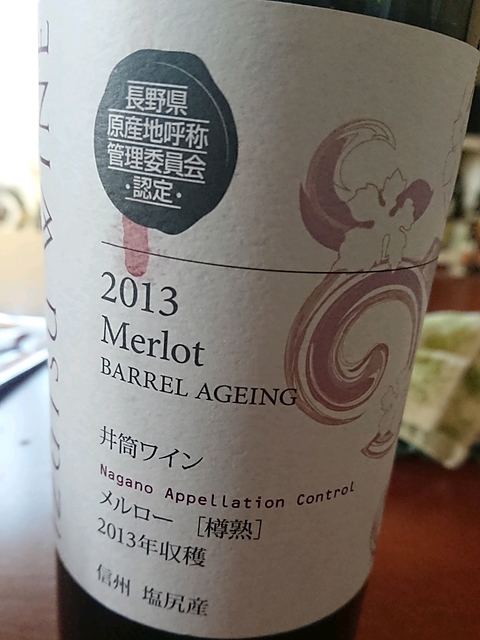 長野県
原産地呼称
管理委員会
・認定・
2013
Merlot
BARREL AGEING
井筒ワイン
Nagano Appellation Control
メルロー [樽熟]
2013年収穫
信州 塩尻産